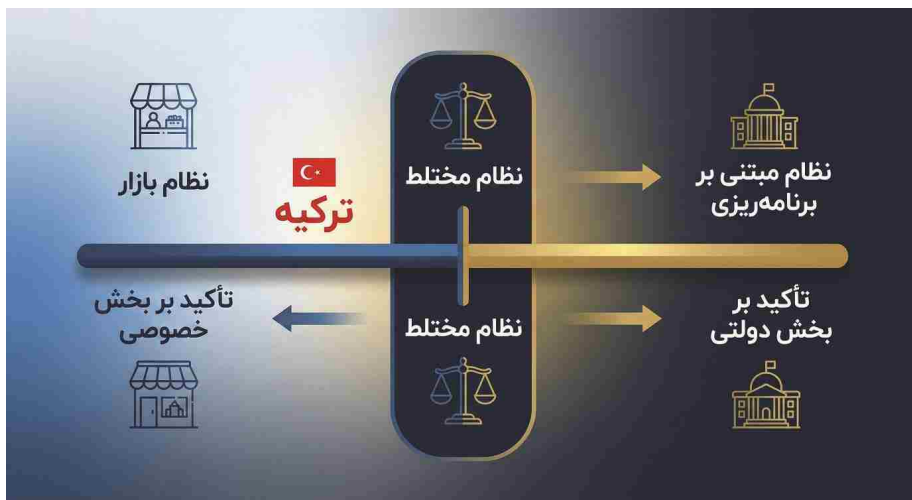 نظام مبتنی بر
برنامه‌ریزی
نظام مختلط
ترکیه
نظام بازار
تأکید بر
بخش دولتی
نظام مختلط
تأکید بر بخش
خصوصی